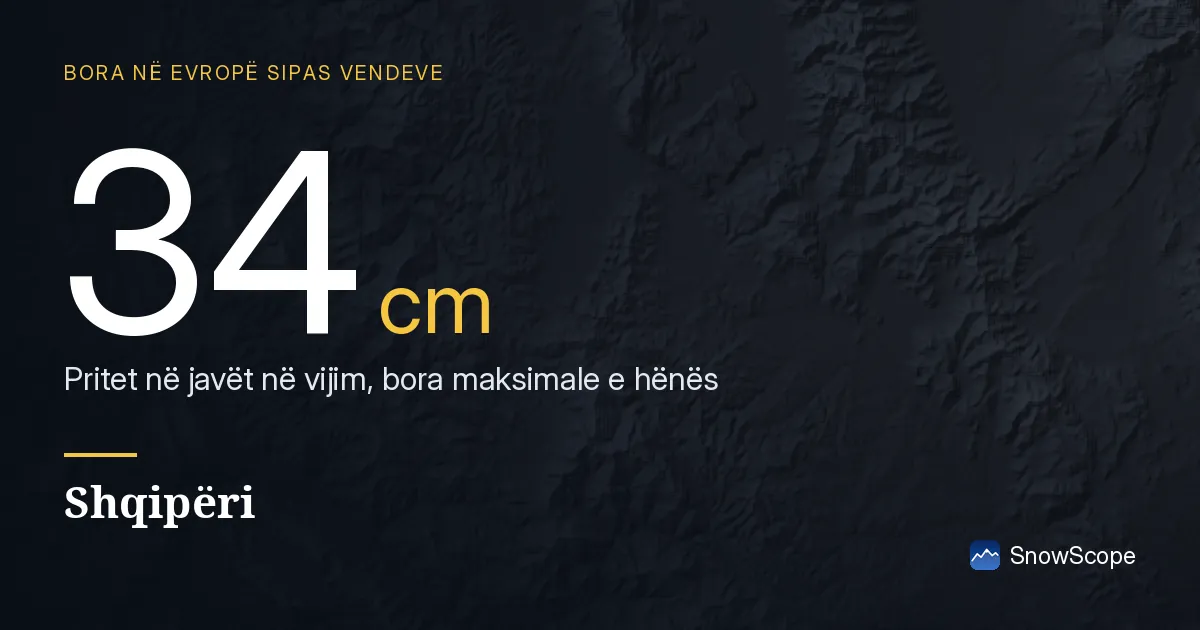 BORA NË EVROPË SIPAS VENDEVE
34 cm
Pritet në javët në vijim, bora maksimale e hënës
Shqipëri
SnowScope